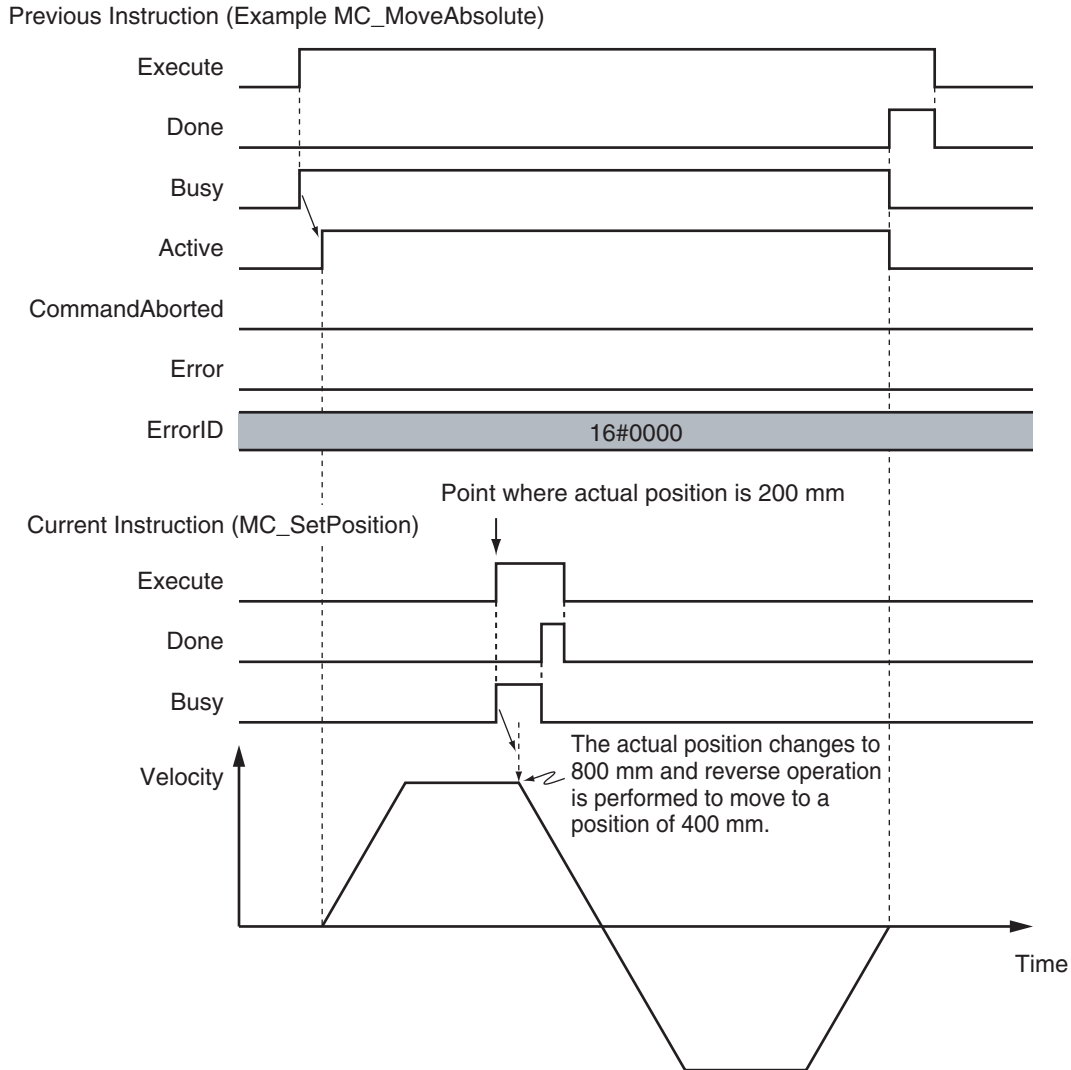 Previous Instruction (Example MC_MoveAbsolute)
Execute
Done
Busy
Active
CommandAborted
Error
ErrorID
16#0000
Point where actual position is 200 mm
Current Instruction (MC_SetPosition)
Execute
Done
Busy
The actual position changes to
800 mm and reverse operation
is performed to move to a
position of 400 mm.
Velocity
Time